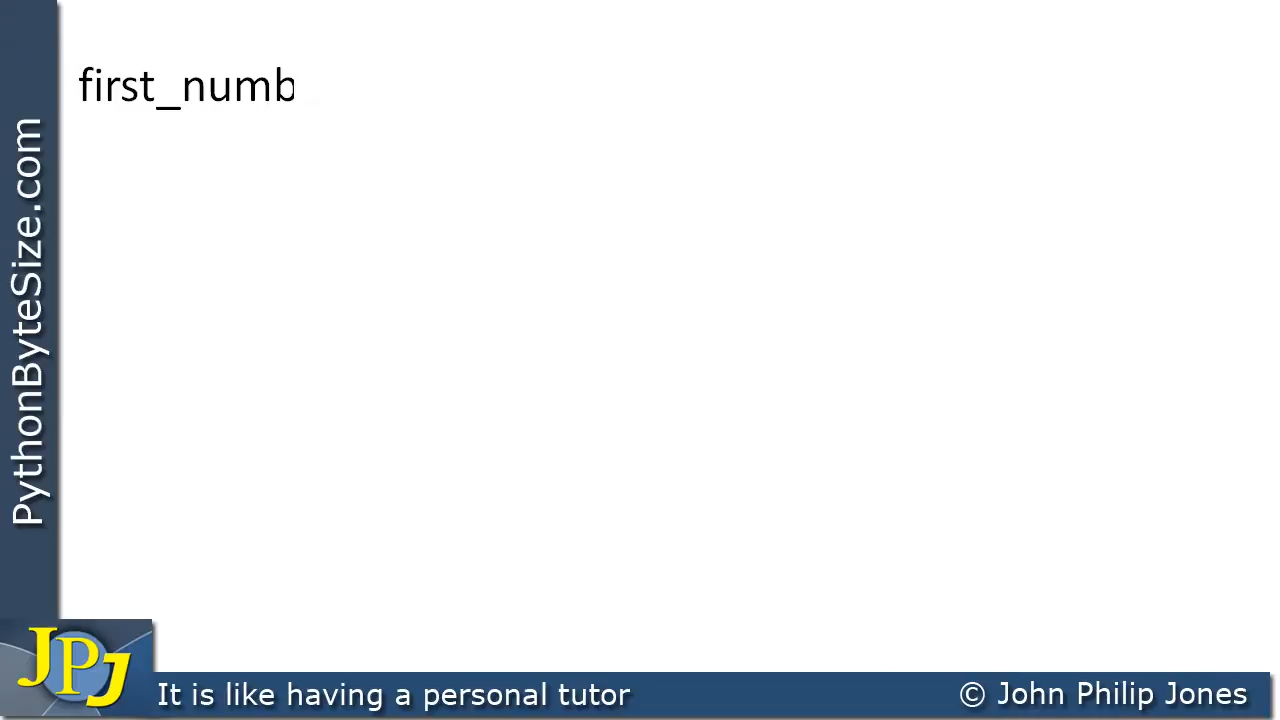 first_numb
PythonByteSize.com
JPJ
It is like having a personal tutor
© John Philip Jones